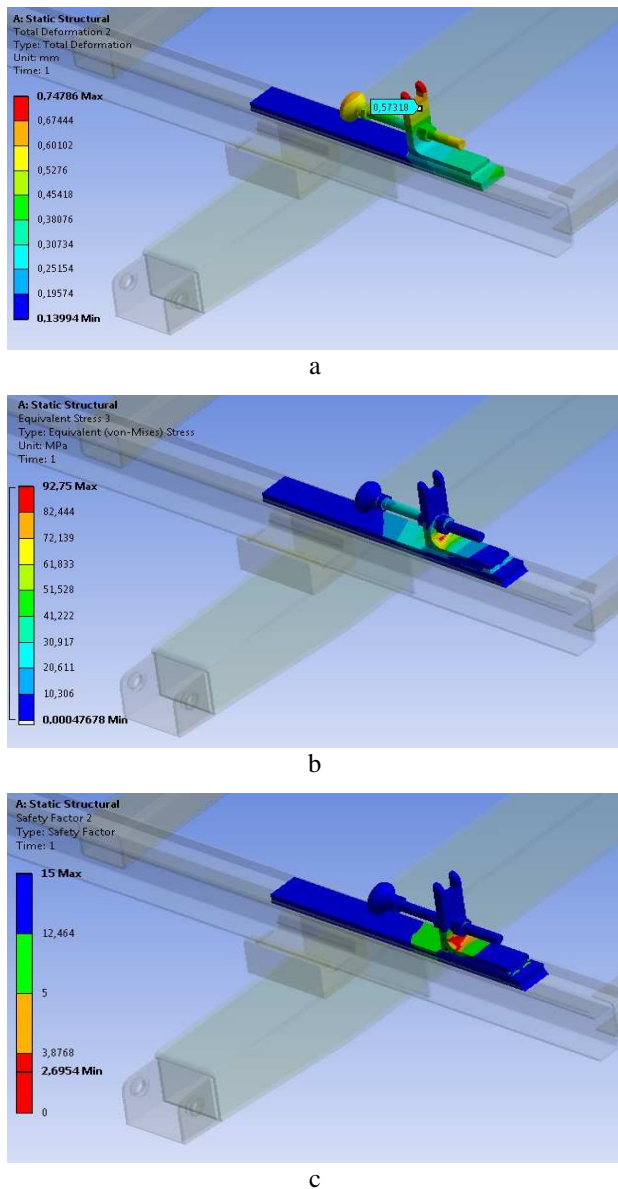 A: Static Structural
Total Deformation 2
Type: Total Deformation
Unit: mm
Time: 1
0,74786 Max
0,67444
0,60102
0,5276
0,45418
0,38076
0,30734
0,25154
0,19574
0,13994 Min
0,57318
a
A: Static Structural
Equivalent Stress 3
Type: Equivalent (von-Mises) Stress
Unit: MPa
Time: 1
92,75 Max
82,444
72,139
61,833
51,528
41,222
30,917
20,611
10,306
0,00047678 Min
b
A: Static Structural
Safety Factor 2
Type: Safety Factor
Time: 1
15 Max
12,464
5
3,8768
2,6954 Min
0
c